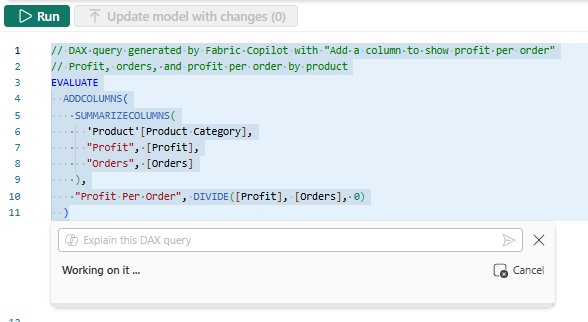 Run Update model with changes (0)
1 // DAX query generated by Fabric Copilot with "Add a column to show profit per order"
2 // Profit, orders, and profit per order by product
3 EVALUATE
4 ADDCOLUMNS(
5 SUMMARIZECOLUMNS(
6 'Product'[Product Category],
7 "Profit", [Profit],
8 "Orders", [Orders]
9 ),
10 "Profit Per Order", DIVIDE([Profit], [Orders], 0)
11 )
Explain this DAX query
Working on it ... Cancel
12